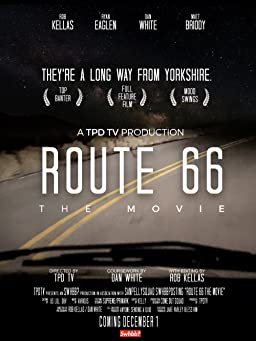 ROB KELLAS RYAN EAGLEN DAN WHITE MATT BRODY
THEY'RE A LONG WAY FROM YORKSHIRE.
TOP BANTER FULL FEATURE FILM MOOD SWINGS
A TPD TV PRODUCTION
ROUTE 66
THE MOVIE
DIRECTED BY TPD TV COURSEWORK BY DAN WHITE WITH EDITING BY ROB KELLAS
COMING DECEMBER 1